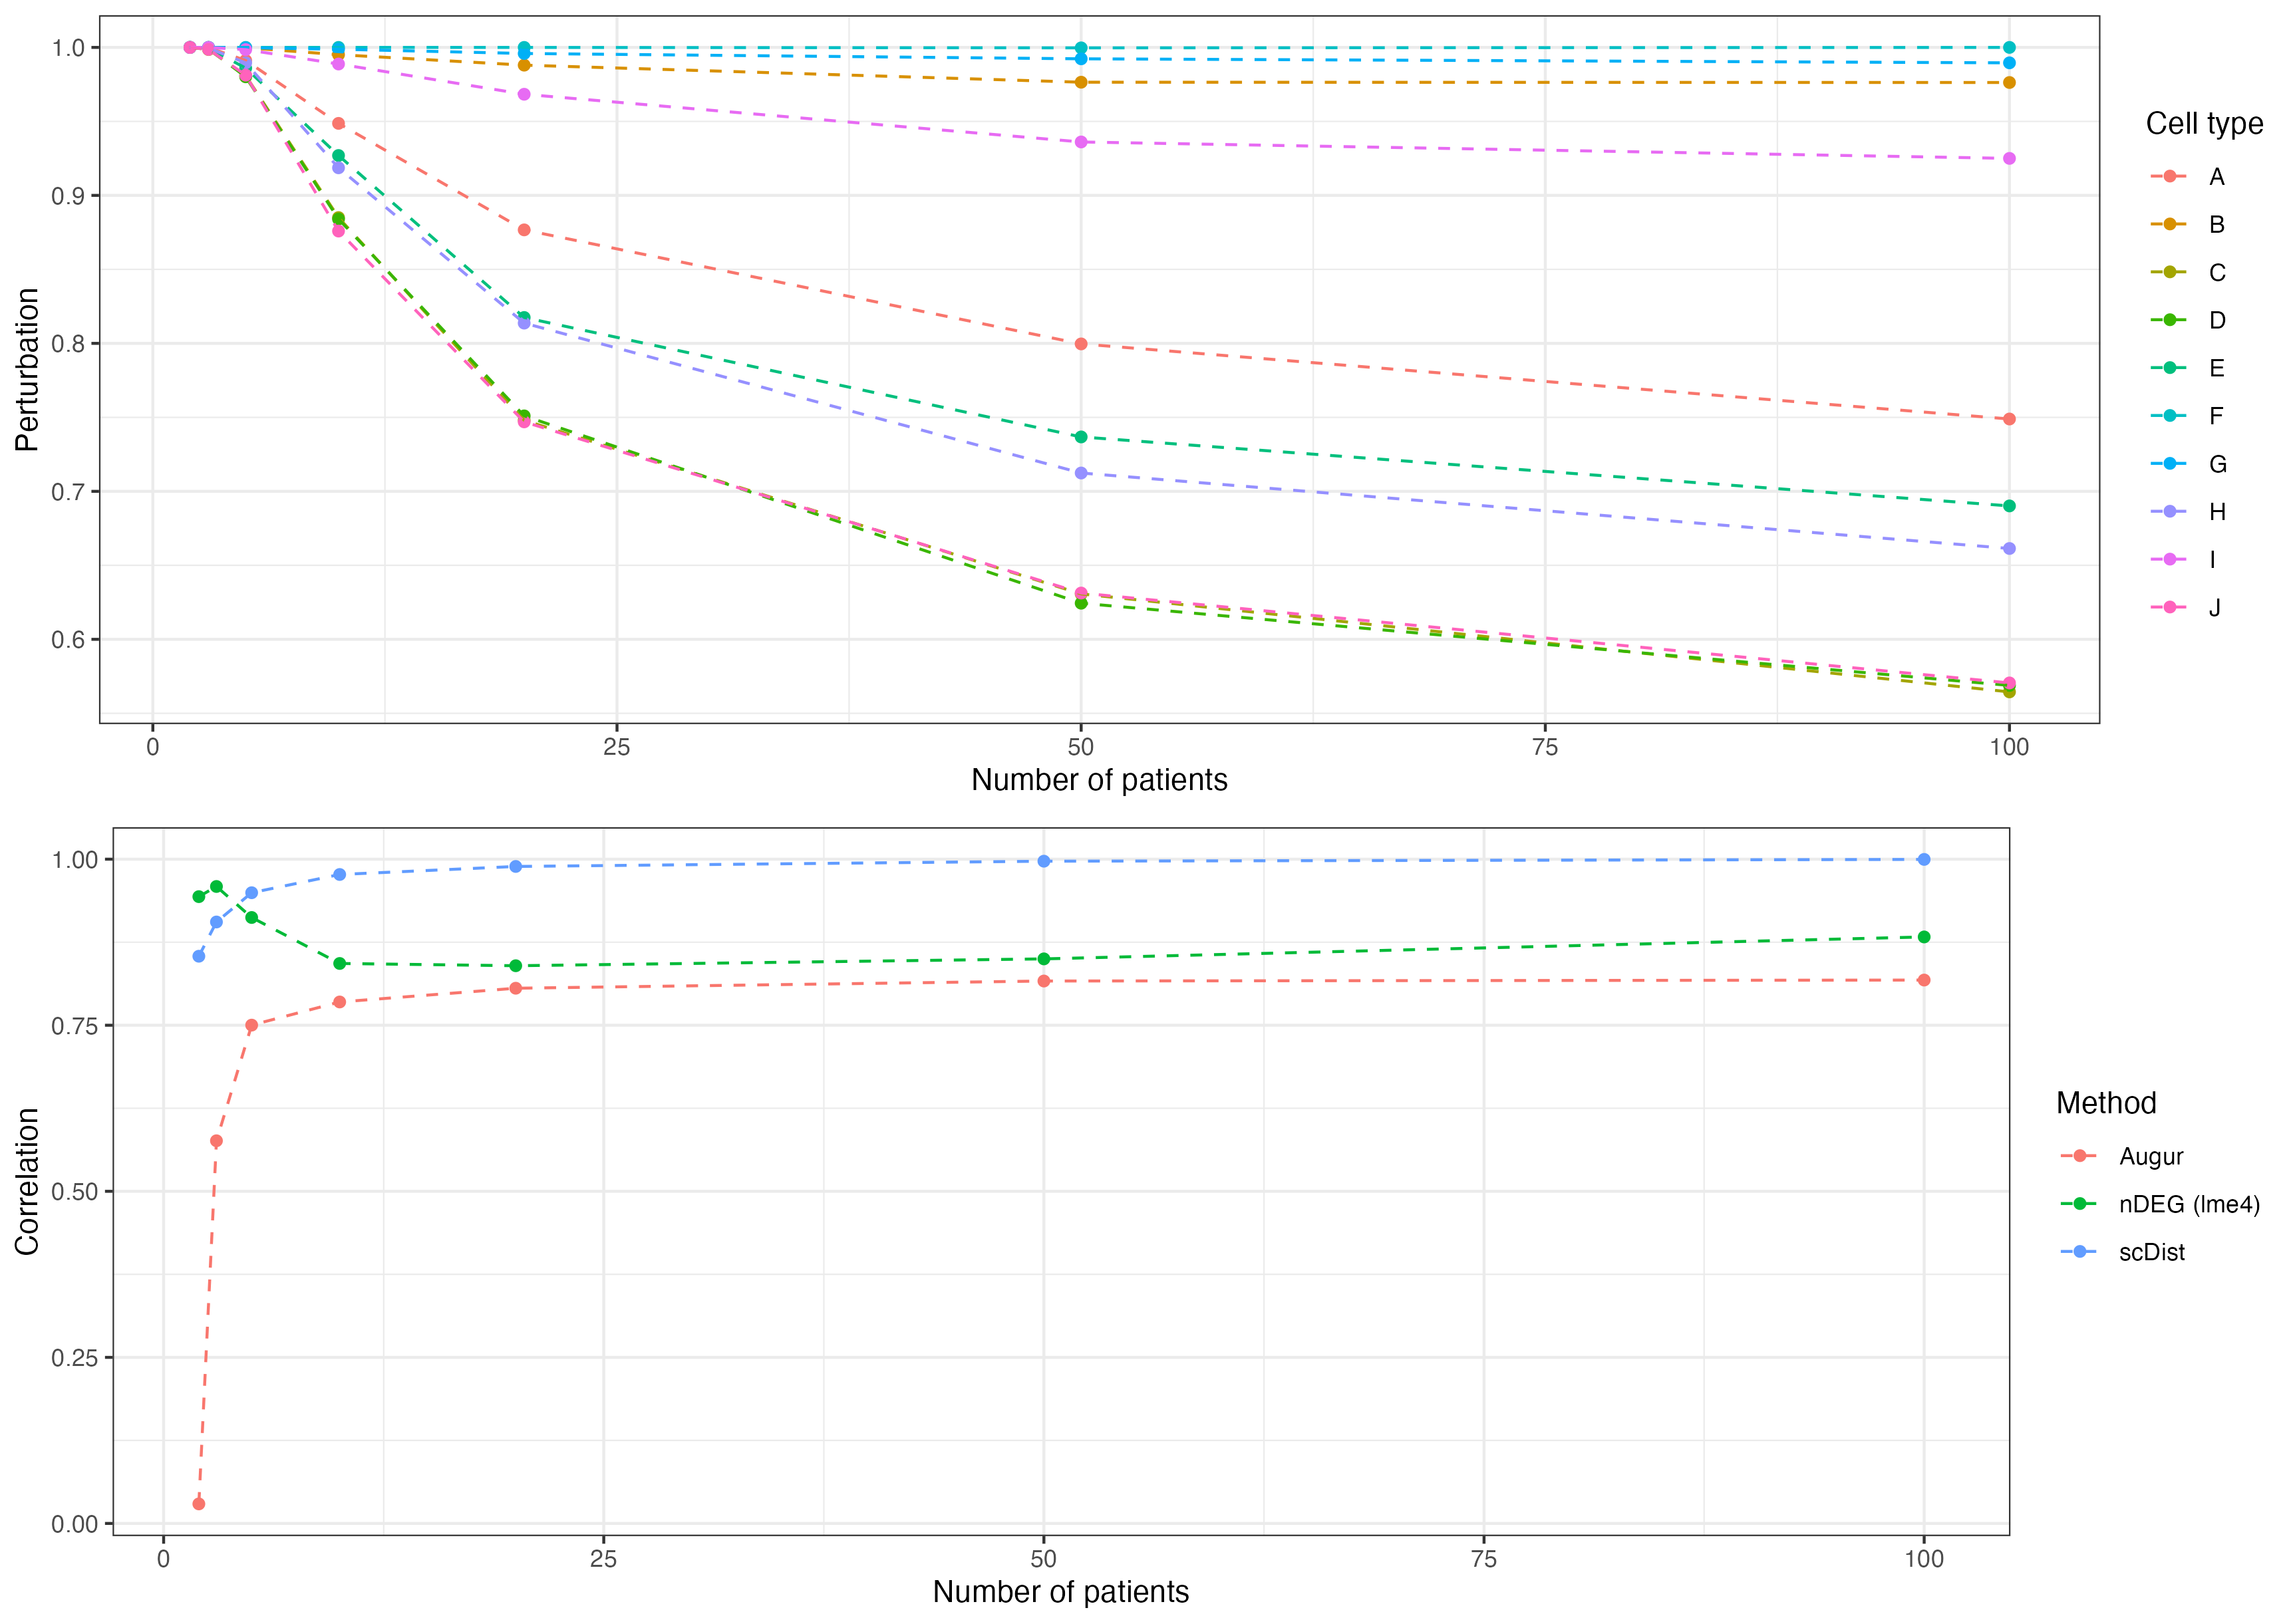 1.0
0.9
0.8
0.7
0.6
Perturbation
0 25 50 75 100
Number of patients
Cell type
A
B
C
D
E
F
G
H
I
J
1.00
0.75
0.50
0.25
0.00
Correlation
0 25 50 75 100
Number of patients
Method
Augur
nDEG (lme4)
scDist